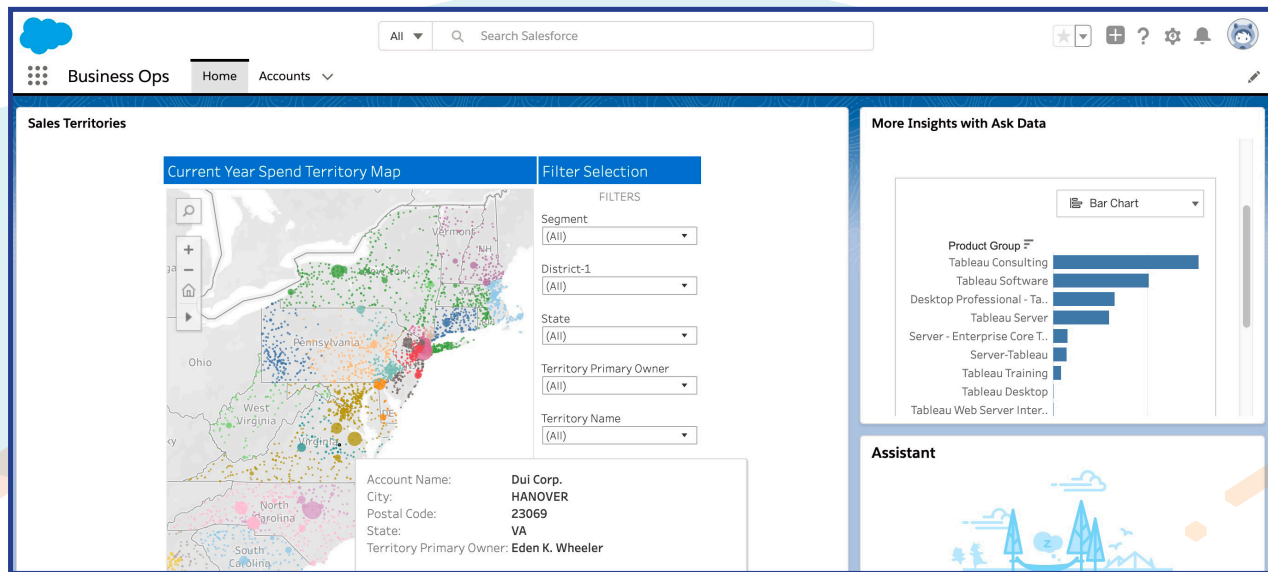 All
Search Salesforce
Business Ops
Home
Accounts
Sales Territories
Current Year Spend Territory Map
Filter Selection
FILTERS
Segment
(All)
District-1
(All)
State
(All)
Territory Primary Owner
(All)
Territory Name
(All)
Vermont
NH
New York
MA
Pennsylvania
Ohio
West
Virginia
DE
Virginia
North
Carolina
South
Carolina
Account Name: Dui Corp.
City: HANOVER
Postal Code: 23069
State: VA
Territory Primary Owner: Eden K. Wheeler
More Insights with Ask Data
Bar Chart
Product Group
Tableau Consulting
Tableau Software
Desktop Professional - Ta..
Tableau Server
Server - Enterprise Core T..
Server-Tableau
Tableau Training
Tableau Desktop
Tableau Web Server Inter..
Assistant
z